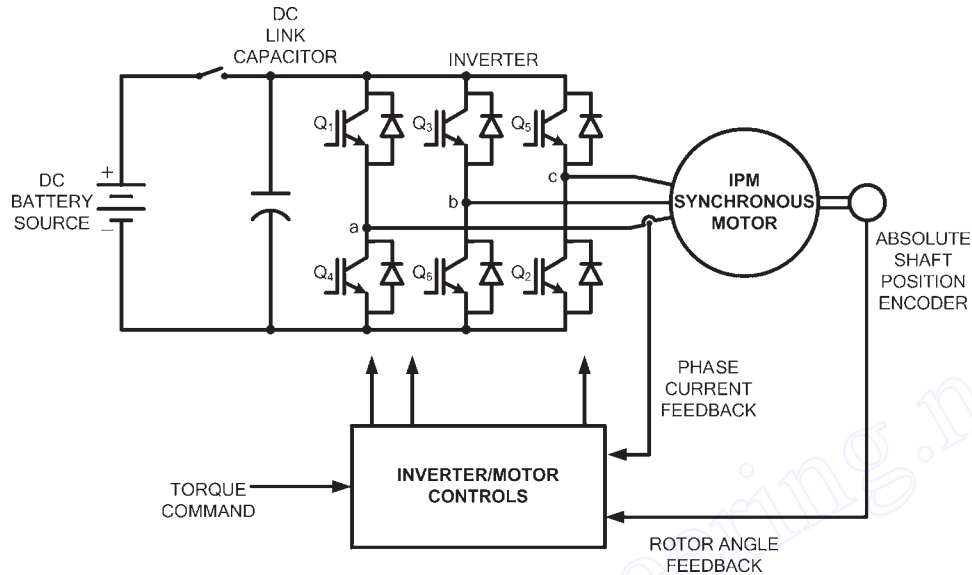 DC
LINK
CAPACITOR
INVERTER
Q1
Q3
Q5
+
DC
BATTERY
SOURCE
–
a
b
c
IPM
SYNCHRONOUS
MOTOR
ABSOLUTE
SHAFT
POSITION
ENCODER
Q4
Q6
Q2
PHASE
CURRENT
FEEDBACK
INVERTER/MOTOR
CONTROLS
TORQUE
COMMAND
ROTOR ANGLE
FEEDBACK